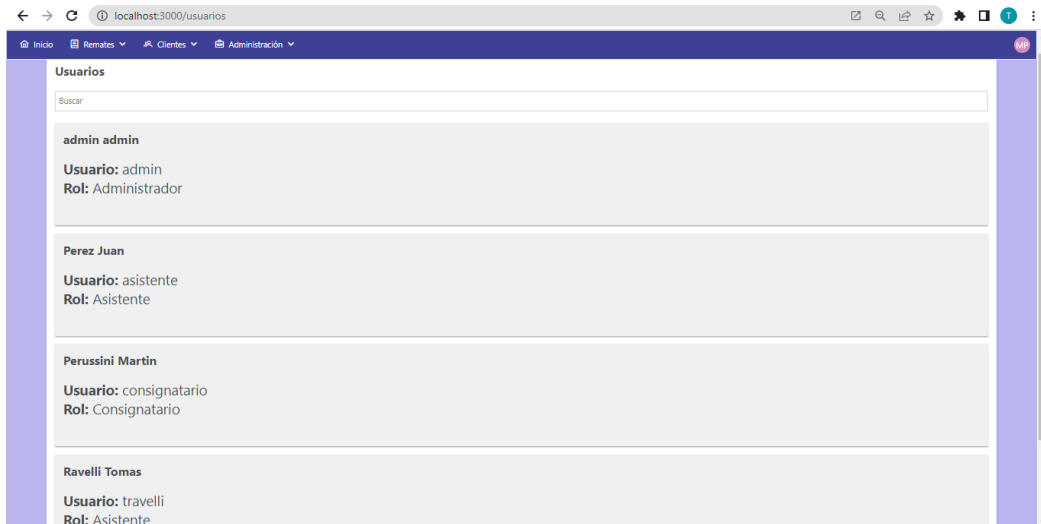 localhost:3000/usuarios
T
Inicio Remates Clientes Administración MP
Usuarios
Buscar
admin admin
Usuario: admin
Rol: Administrador
Perez Juan
Usuario: asistente
Rol: Asistente
Perussini Martin
Usuario: consignatario
Rol: Consignatario
Ravelli Tomas
Usuario: travelli
Rol: Asistente